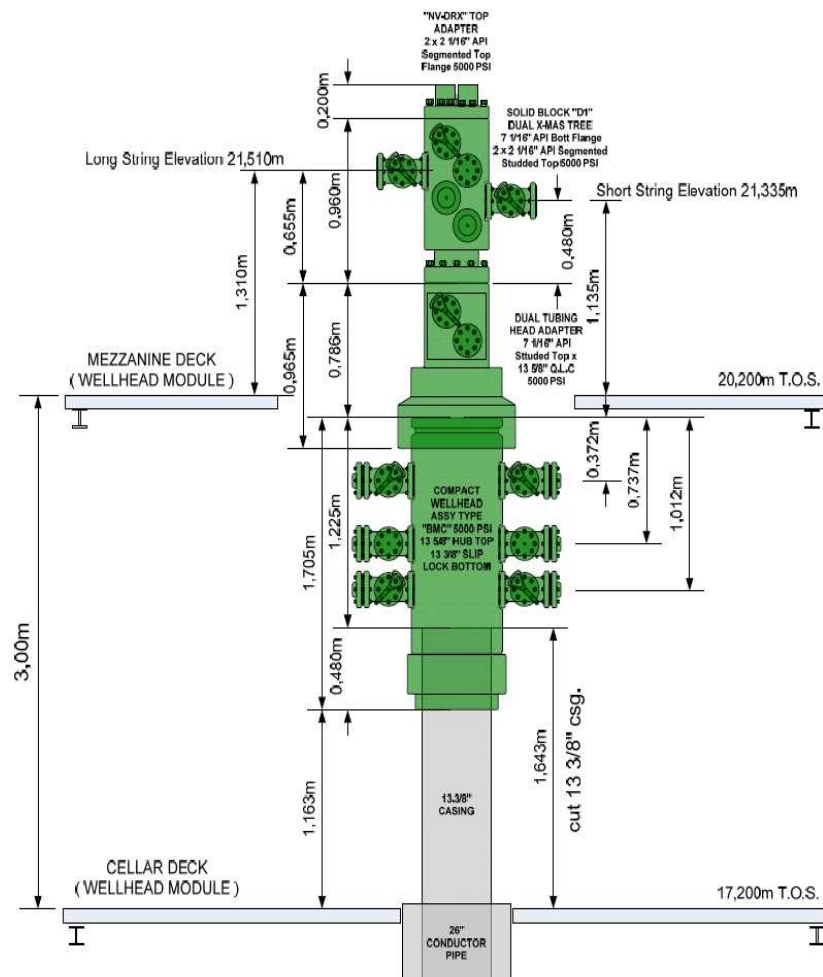 "NV-DRX" TOP
ADAPTER
2 x 2 1/16" API
Segmented Top
Flange 5000 PSI
0,200m
SOLID BLOCK "D1"
DUAL X-MAS TREE
7 1/16" API Bott Flange
2 x 2 1/16" API Segmented
Studded Top 5000 PSI
Long String Elevation 21,510m
Short String Elevation 21,335m
0,655m
0,960m
0,480m
1,310m
1,135m
DUAL TUBING
HEAD ADAPTER
7 1/16" API
Sttuded Top x
13 5/8" Q.L.C
5000 PSI
0,965m
0,786m
MEZZANINE DECK
( WELLHEAD MODULE )
20,200m T.O.S.
0,372m
0,737m
1,012m
COMPACT
WELLHEAD
ASSY TYPE
"BMC" 5000 PSI
13 5/8" HUB TOP
13 3/8" SLIP
LOCK BOTTOM
1,225m
1,705m
3,00m
0,480m
1,643m
cut 13 3/8" csg.
1,163m
13-3/8"
CASING
CELLAR DECK
( WELLHEAD MODULE )
17,200m T.O.S.
26"
CONDUCTOR
PIPE